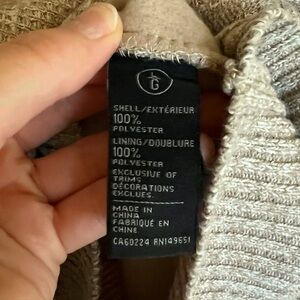 G
SHELL/EXTÉRIEUR
100%
POLYESTER
LINING/DOUBLURE
100%
POLYESTER
EXCLUSIVE OF
TRIMS
DÉCORATIONS
EXCLUES.
MADE IN
CHINA
FABRIQUÉ EN
CHINE
CA60224 RN149651